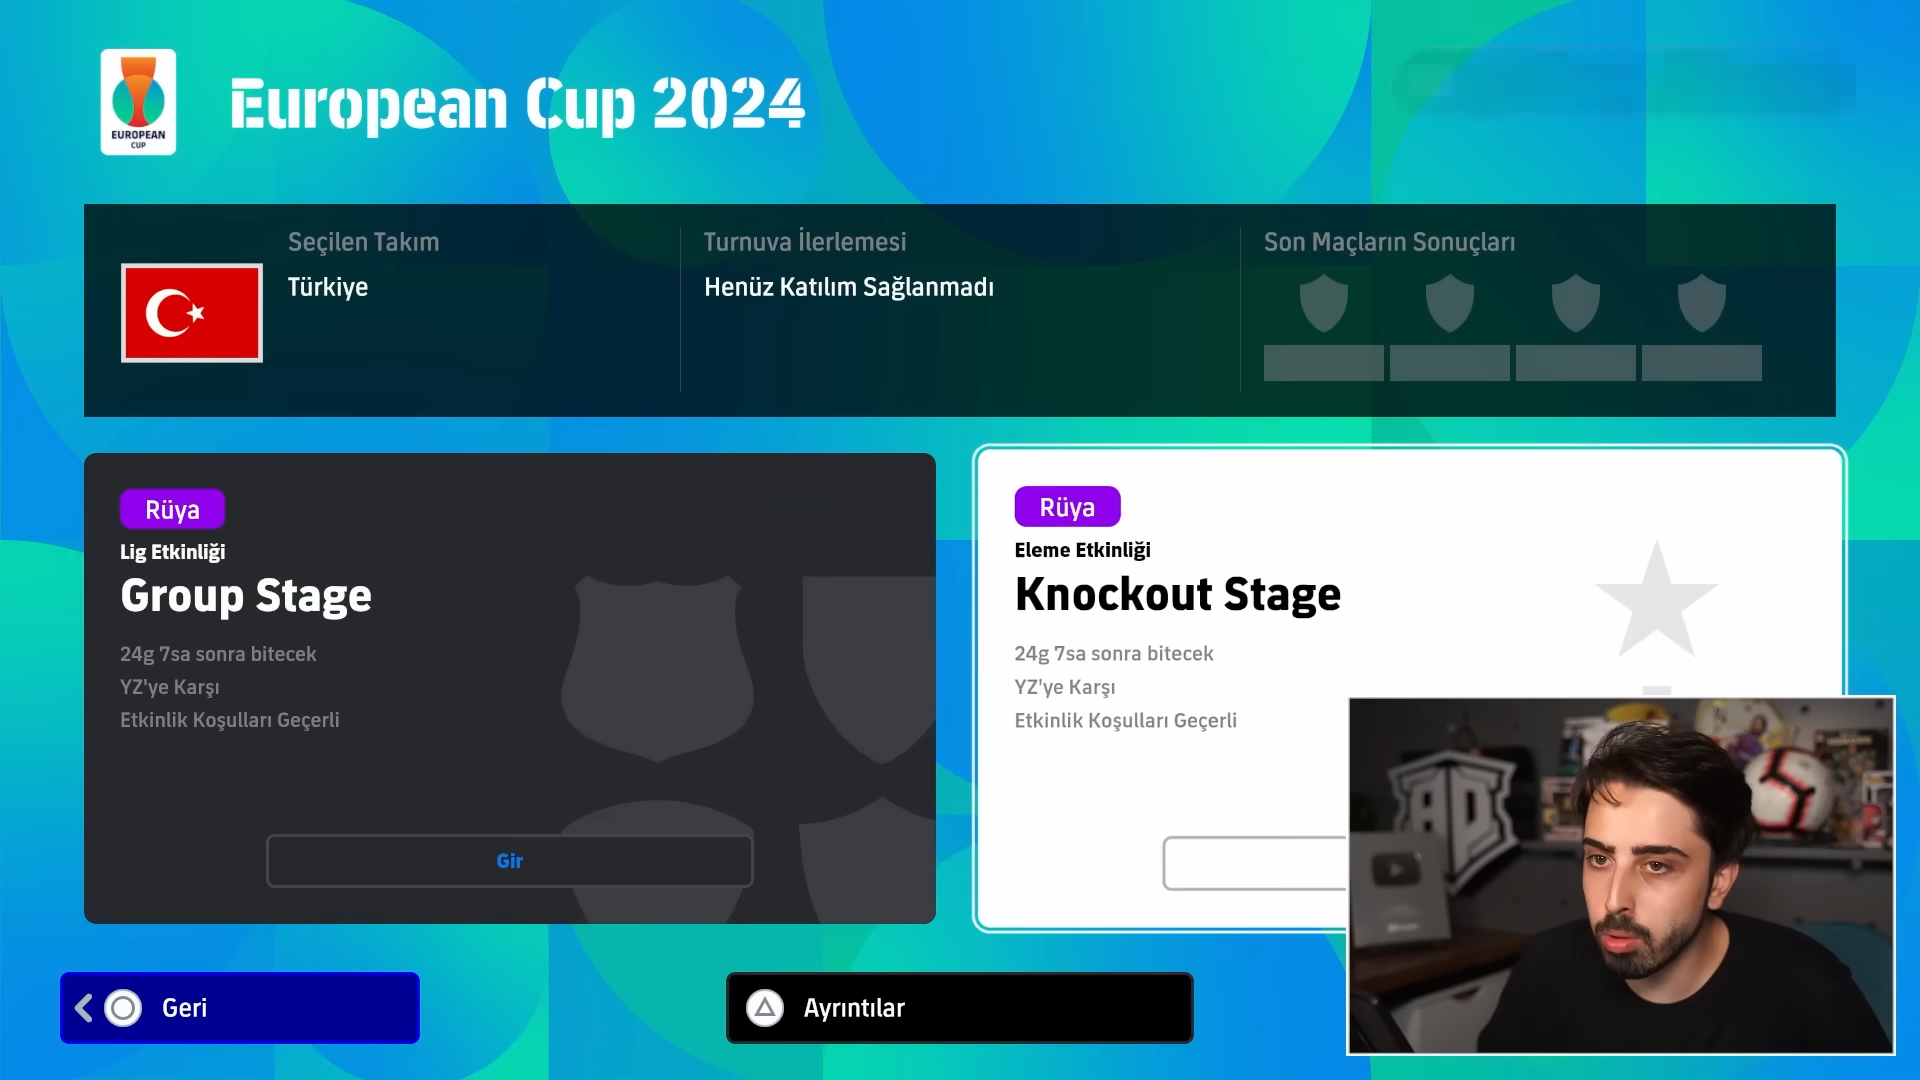 EUROPEAN
CUP
European Cup 2024
Seçilen Takım
Türkiye
Turnuva İlerlemesi
Henüz Katılım Sağlanmadı
Son Maçların Sonuçları
Rüya
Lig Etkinliği
Group Stage
24g 7sa sonra bitecek
YZ'ye Karşı
Etkinlik Koşulları Geçerli
Gir
Rüya
Eleme Etkinliği
Knockout Stage
24g 7sa sonra bitecek
YZ'ye Karşı
Etkinlik Koşulları Geçerli
Geri
Ayrıntılar